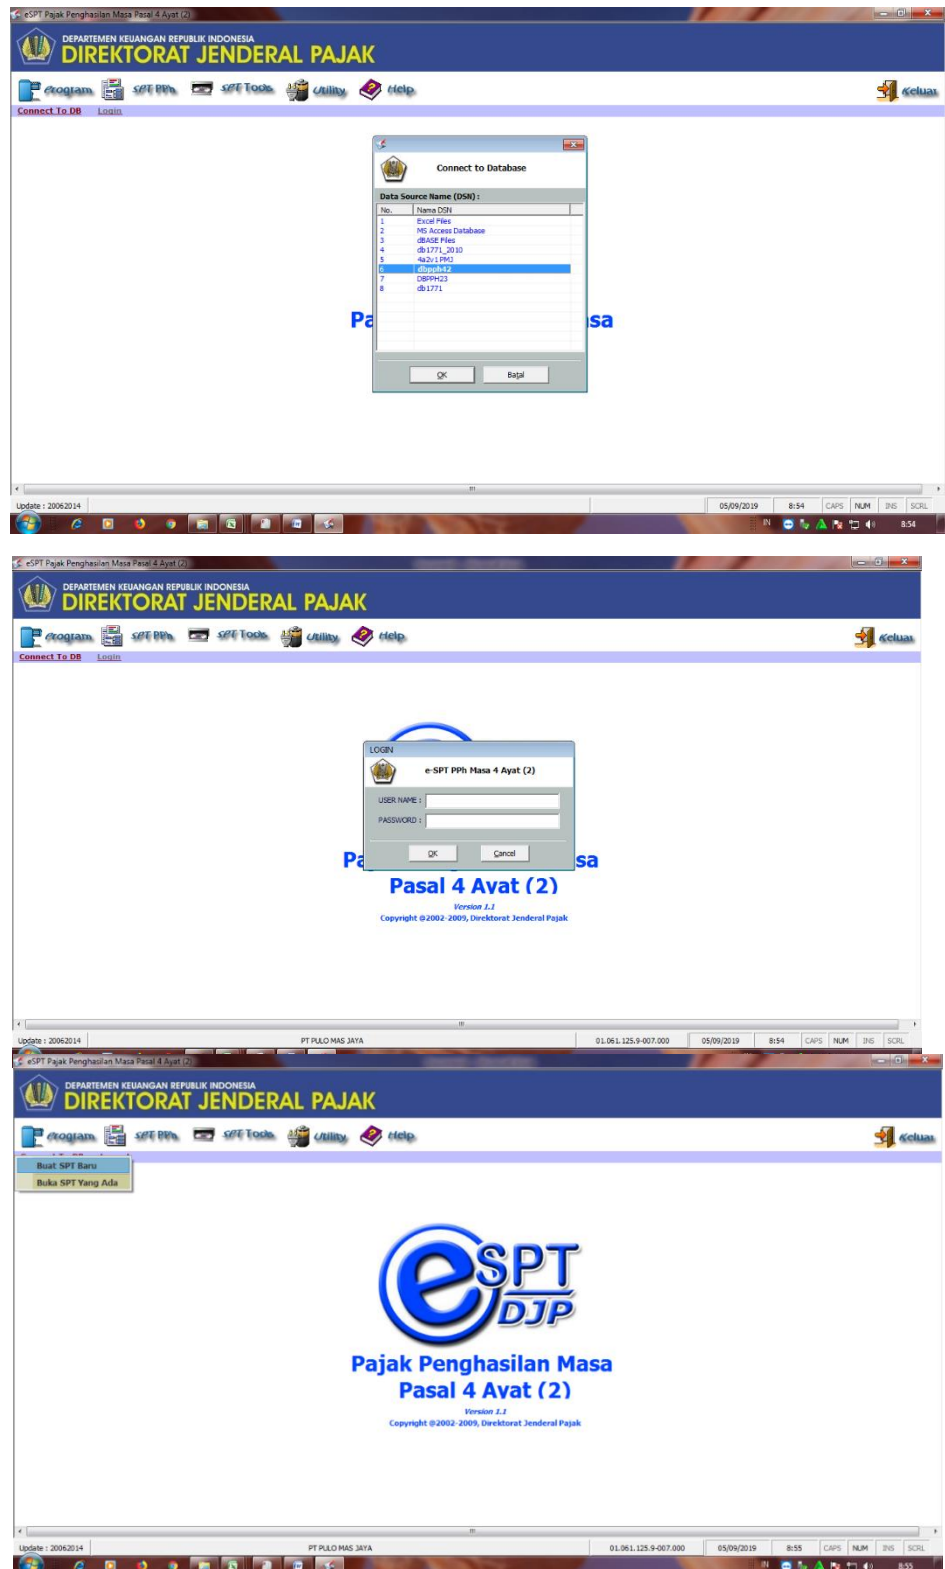 eSPT Pajak Penghasilan Masa Pasal 4 Ayat (2)
DEPARTEMEN KEUANGAN REPUBLIK INDONESIA
DIREKTORAT JENDERAL PAJAK
Program SPT PPh SPT Tools Utility Help Keluar
Connect To DB Login
Connect to Database
Data Source Name (DSN) :
No. Nama DSN
1 Excel Files
2 MS Access Database
3 dBASE Files
4 db1771_2010
5 4a2v1PMJ
6 dbpph42
7 DBPPH23
8 db1771
Pa sa
OK Batal
Update : 20062014 05/09/2019 8:54 CAPS NUM INS SCRL
IN 8:54
eSPT Pajak Penghasilan Masa Pasal 4 Ayat (2)
DEPARTEMEN KEUANGAN REPUBLIK INDONESIA
DIREKTORAT JENDERAL PAJAK
Program SPT PPh SPT Tools Utility Help Keluar
Connect To DB Login
LOGIN
e-SPT PPh Masa 4 Ayat (2)
USER NAME :
PASSWORD :
OK Cancel
Pa sa
Pasal 4 Ayat (2)
Version 1.1
Copyright @2002-2009, Direktorat Jenderal Pajak
Update : 20062014 PT PULO MAS JAYA 01.061.125.9-007.000 05/09/2019 8:54 CAPS NUM INS SCRL
eSPT Pajak Penghasilan Masa Pasal 4 Ayat (2)
DEPARTEMEN KEUANGAN REPUBLIK INDONESIA
DIREKTORAT JENDERAL PAJAK
Program SPT PPh SPT Tools Utility Help Keluar
Buat SPT Baru
Buka SPT Yang Ada
eSPT
DJP
Pajak Penghasilan Masa
Pasal 4 Ayat (2)
Version 1.1
Copyright @2002-2009, Direktorat Jenderal Pajak
Update : 20062014 PT PULO MAS JAYA 01.061.125.9-007.000 05/09/2019 8:55 CAPS NUM INS SCRL
IN 8:55